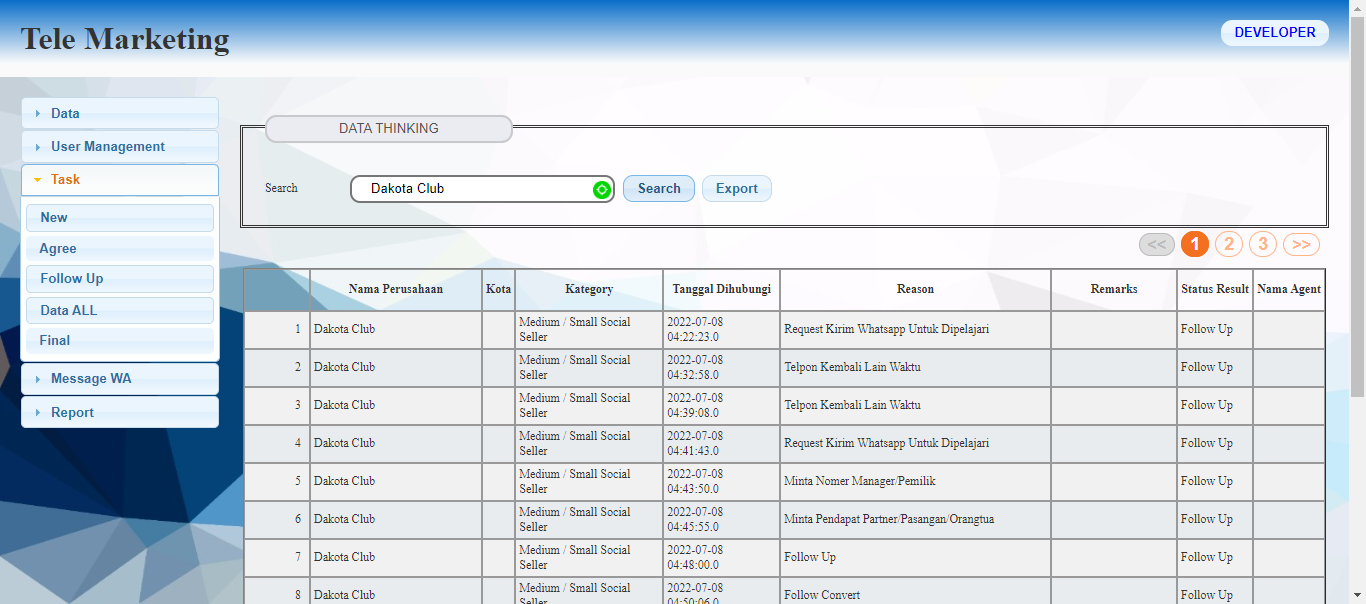 Tele Marketing
DEVELOPER
Data
User Management
Task
New
Agree
Follow Up
Data ALL
Final
Message WA
Report
DATA THINKING
Search Dakota Club Search Export
<< 1 2 3 >>
Nama Perusahaan Kota Kategory Tanggal Dihubungi Reason Remarks Status Result Nama Agent
1 Dakota Club Medium / Small Social Seller 2022-07-08 04:22:23.0 Request Kirim Whatsapp Untuk Dipelajari Follow Up
2 Dakota Club Medium / Small Social Seller 2022-07-08 04:32:58.0 Telpon Kembali Lain Waktu Follow Up
3 Dakota Club Medium / Small Social Seller 2022-07-08 04:39:08.0 Telpon Kembali Lain Waktu Follow Up
4 Dakota Club Medium / Small Social Seller 2022-07-08 04:41:43.0 Request Kirim Whatsapp Untuk Dipelajari Follow Up
5 Dakota Club Medium / Small Social Seller 2022-07-08 04:43:50.0 Minta Nomer Manager/Pemilik Follow Up
6 Dakota Club Medium / Small Social Seller 2022-07-08 04:45:55.0 Minta Pendapat Partner/Pasangan/Orangtua Follow Up
7 Dakota Club Medium / Small Social Seller 2022-07-08 04:48:00.0 Follow Up Follow Up
8 Dakota Club Medium / Small Social Seller 2022-07-08 04:50:06.0 Follow Convert Follow Up